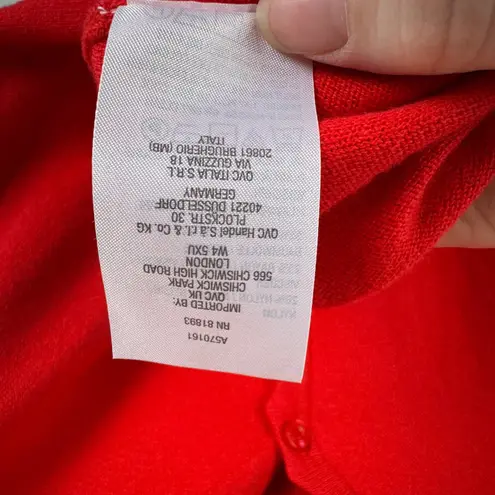 A570161
RN 81893
IMPORTED BY:
QVC UK
CHISWICK PARK
566 CHISWICK HIGH ROAD
LONDON
W4 5XU
QVC Handel S.à r.l. & Co. KG
PLOCKSTR. 30
40221 DÜSSELDORF
GERMANY
QVC ITALIA S.R.L.
VIA GUZZINA 18
20861 BRUGHERIO (MB)
ITALY